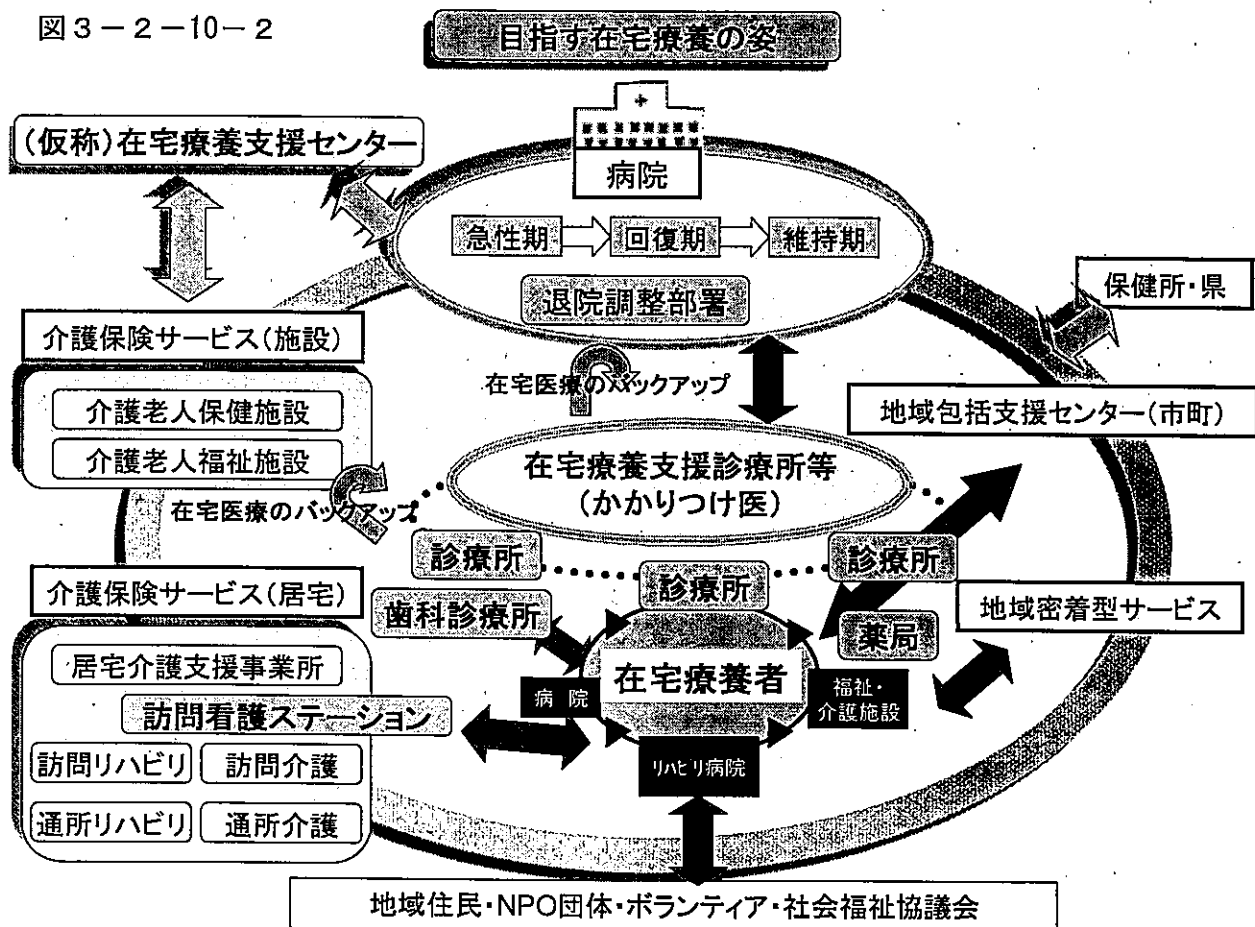 図3-2-10-2
目指す在宅療養の姿
(仮称)在宅療養支援センター
病院
急性期
回復期
維持期
退院調整部署
保健所・県
介護保険サービス(施設)
介護老人保健施設
介護老人福祉施設
在宅医療のバックアップ
地域包括支援センター(市町)
在宅療養支援診療所等
(かかりつけ医)
在宅医療のバックアップ
診療所
診療所
診療所
介護保険サービス(居宅)
歯科診療所
薬局
地域密着型サービス
居宅介護支援事業所
在宅療養者
病院
福祉・
介護施設
訪問看護ステーション
リハビリ病院
訪問リハビリ
訪問介護
通所リハビリ
通所介護
地域住民・NPO団体・ボランティア・社会福祉協議会